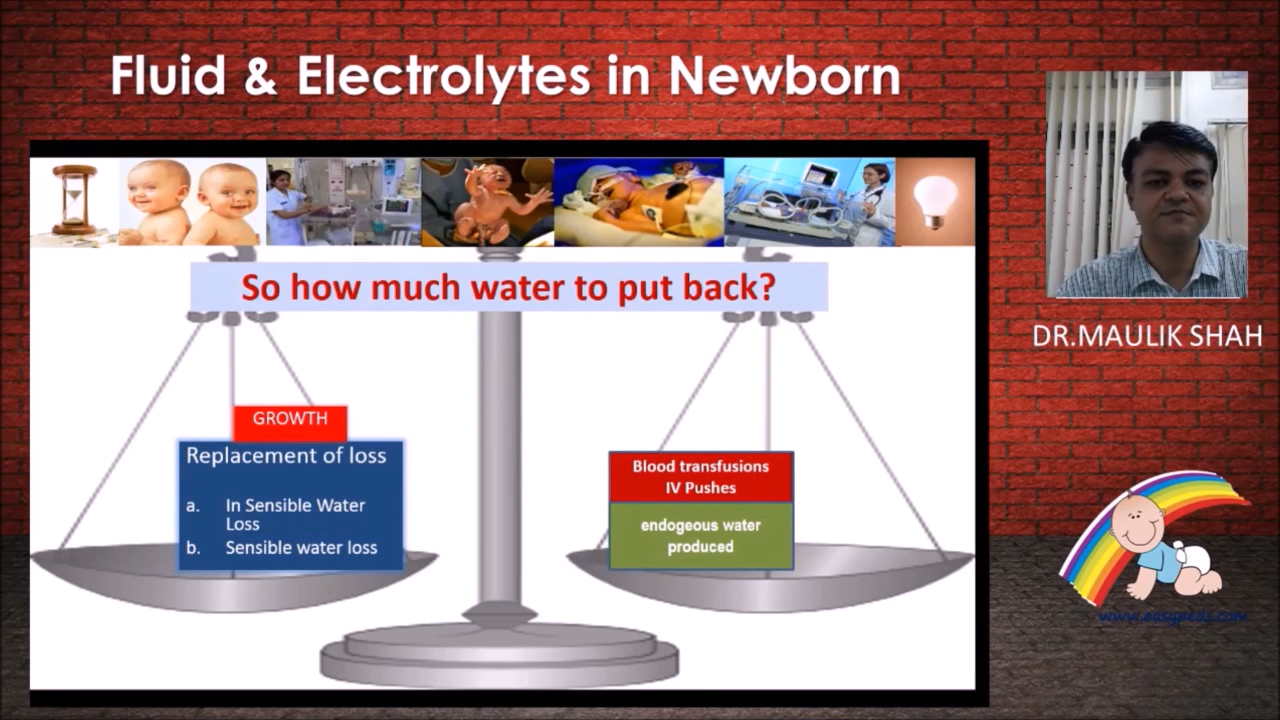 Fluid & Electrolytes in Newborn
So how much water to put back?
GROWTH
Replacement of loss
a. In Sensible Water
Loss
b. Sensible water loss
Blood transfusions
IV Pushes
endogeous water
produced
DR.MAULIK SHAH
www.easypeds.com